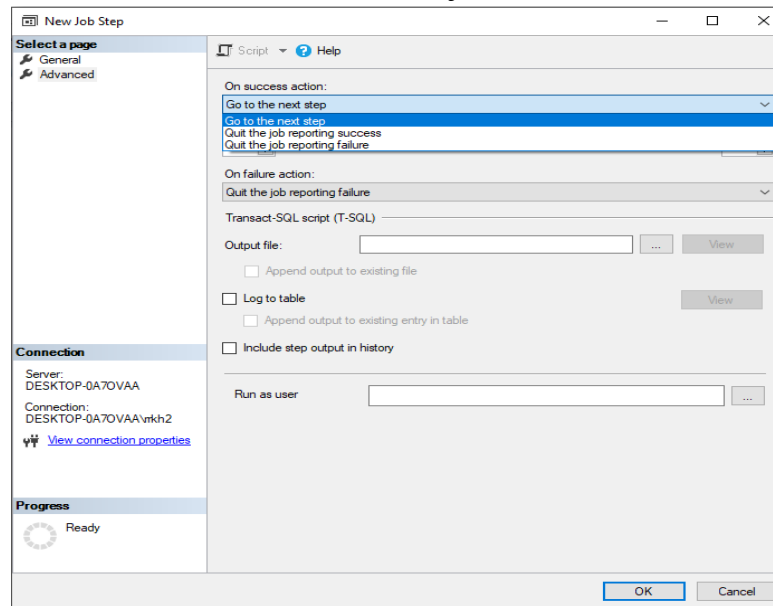 New Job Step
Select a page
General
Advanced
Script
Help
On success action:
Go to the next step
Go to the next step
Quit the job reporting success
Quit the job reporting failure
On failure action:
Quit the job reporting failure
Transact-SQL script (T-SQL)
Output file:
...
View
Append output to existing file
Log to table
View
Append output to existing entry in table
Include step output in history
Run as user
...
Connection
Server:
DESKTOP-0A7OVAA
Connection:
DESKTOP-0A7OVAA\rrkh2
View connection properties
Progress
Ready
OK
Cancel